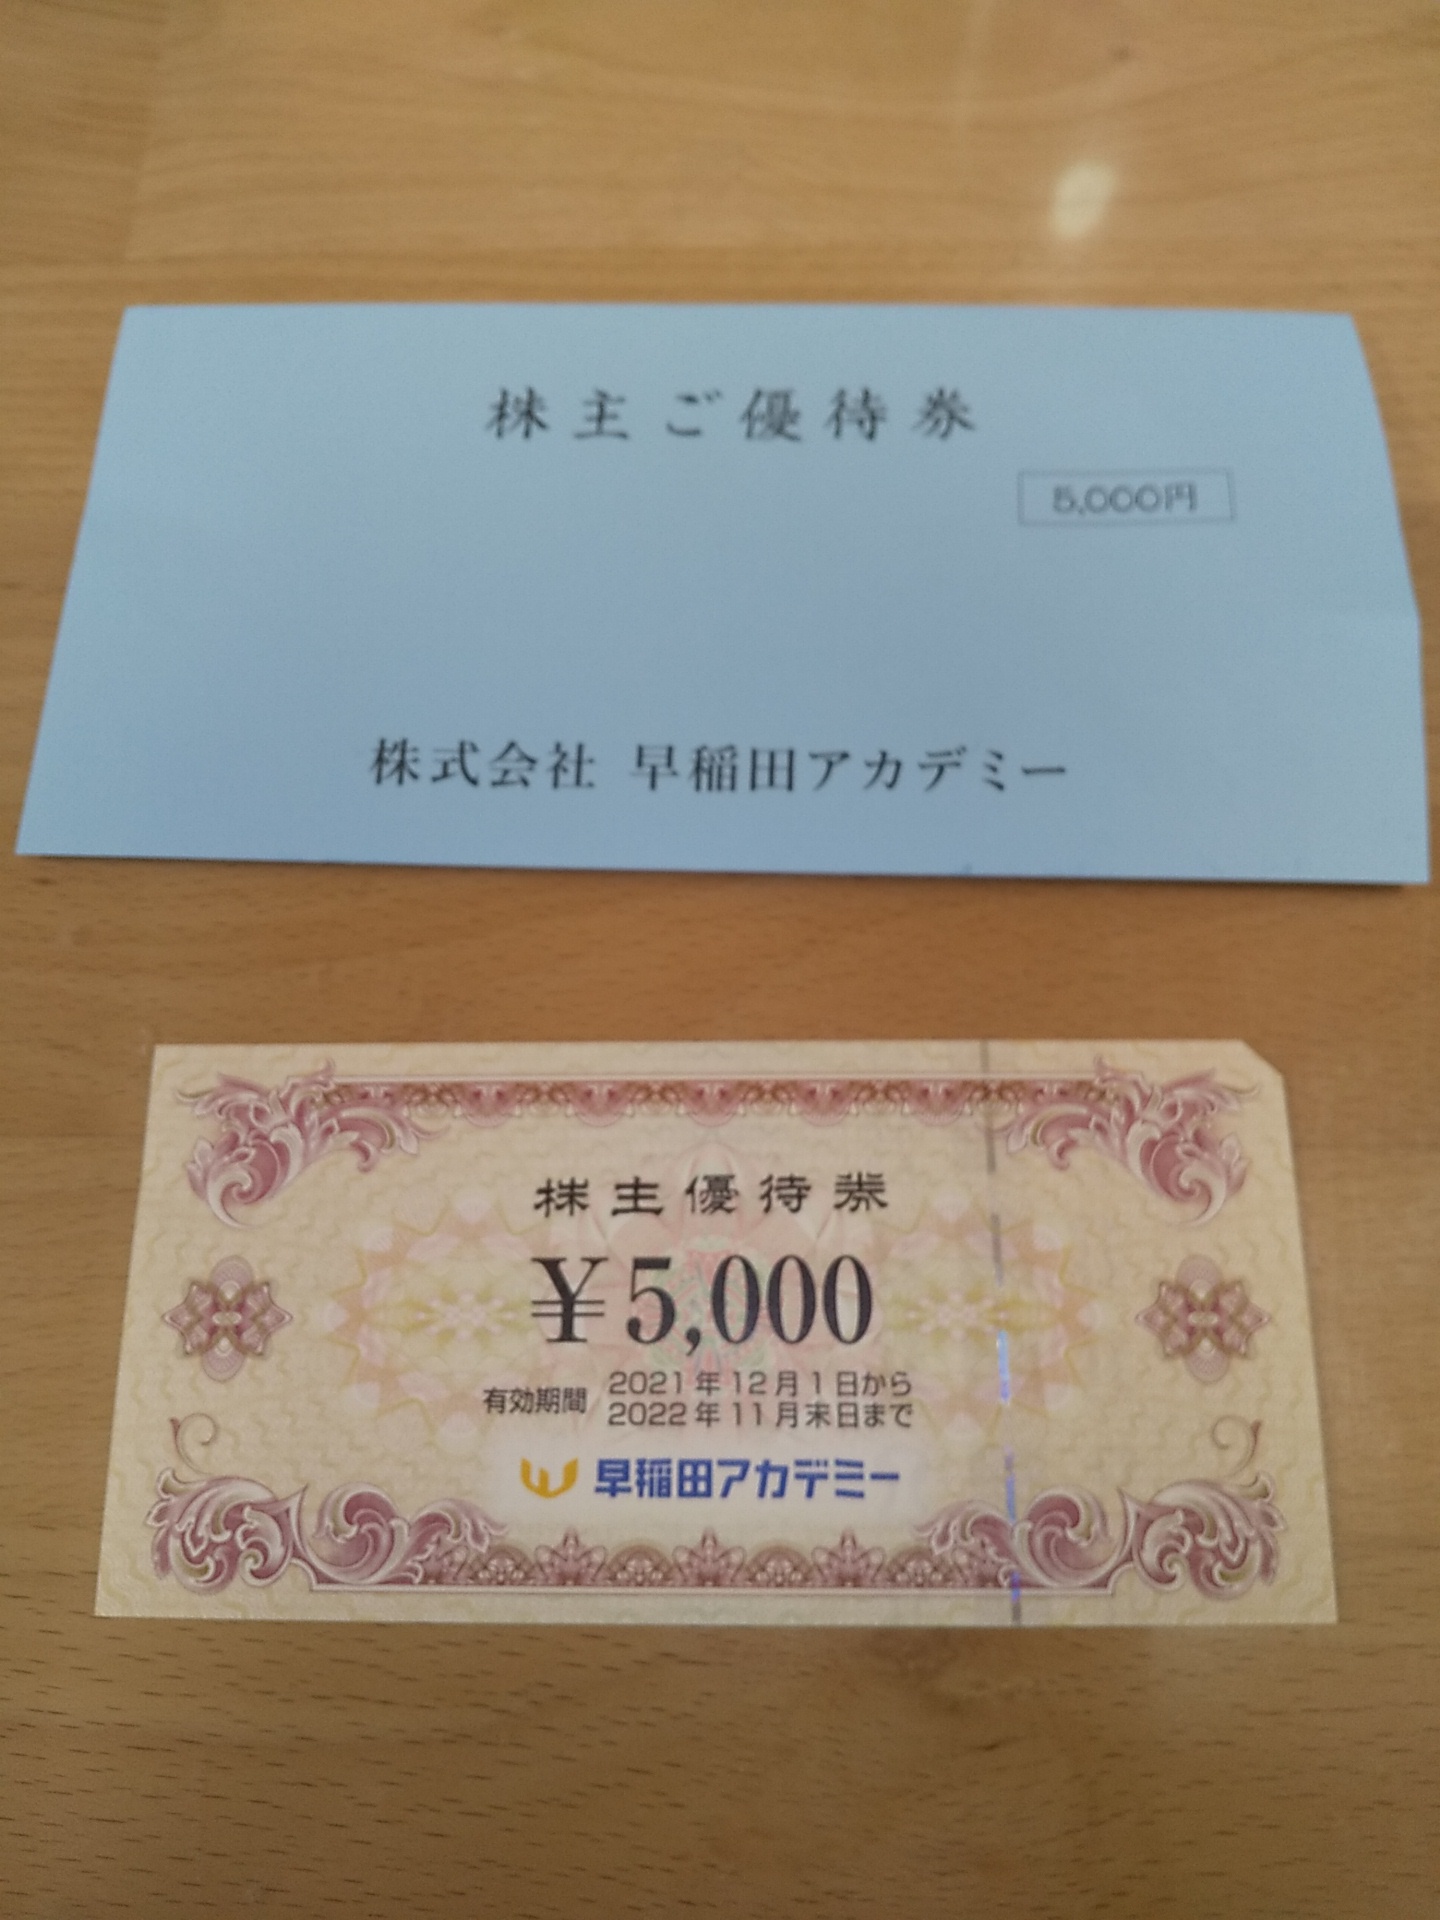 株主ご優待券
5,000円
株式会社 早稲田アカデミー
株主優待券
¥5,000
有効期間 2021年12月1日から
2022年11月末日まで
早稲田アカデミー